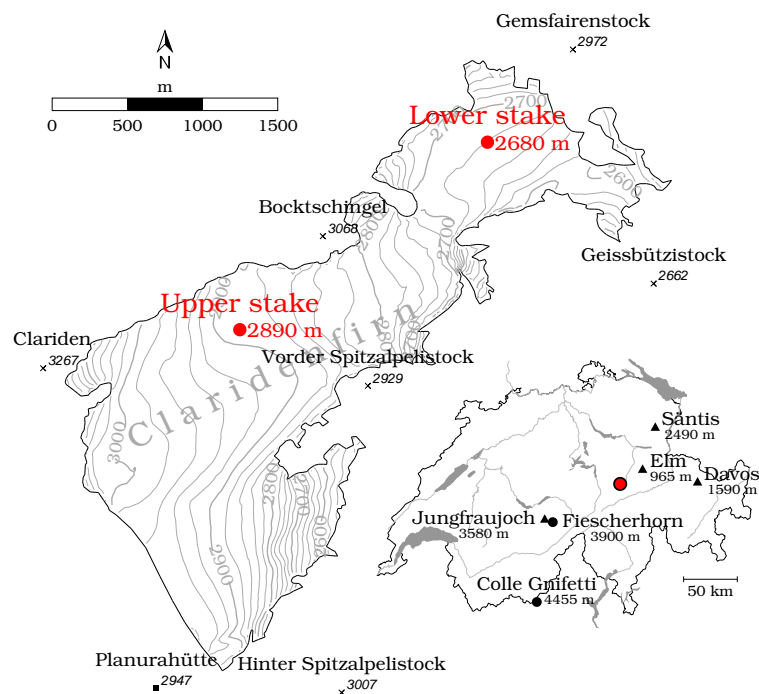 Gemsfairenstock
2972
N
m
0 500 1000 1500
2700
2700
Lower stake
2680 m
2600
Bocktschingel
3068
2800
2700
Geissbützistock
2662
Upper stake
2890 m
Clariden
3267
Claridenfirn
Vorder Spitzalpelistock
2929
3000
2800
2700
2600
2900
Säntis
2490 m
Elm
965 m
Davos
1590 m
Jungfraujoch
3580 m
Fiescherhorn
3900 m
Colle Gnifetti
4455 m
50 km
Planurahütte
2947
Hinter Spitzalpelistock
3007